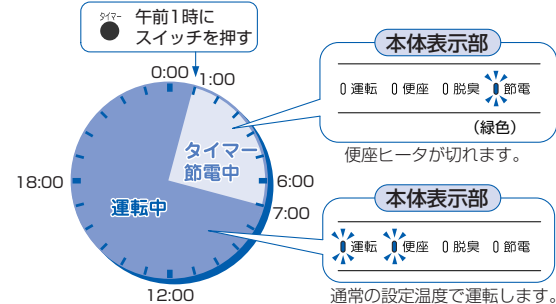 タイマー 午前1時に
スイッチを押す
0:00 1:00
タイマー
節電中
6:00
7:00
18:00
運転中
12:00
本体表示部
運転 便座 脱臭 節電
(緑色)
便座ヒータが切れます。
本体表示部
運転 便座 脱臭 節電
通常の設定温度で運転します。